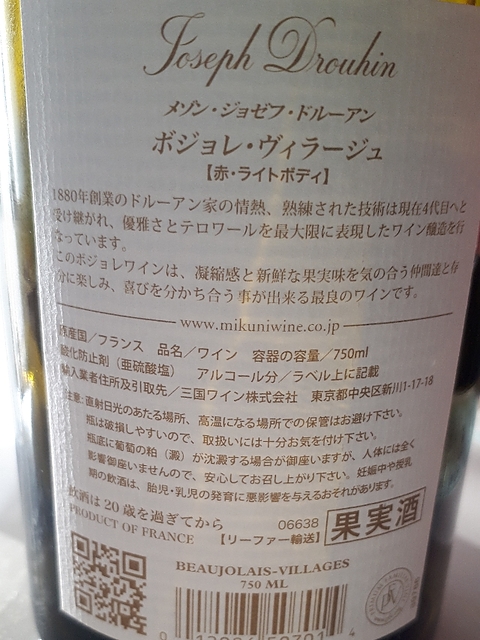 Joseph Drouhin
メゾン・ジョゼフ・ドルーアン
ボジョレ・ヴィラージュ
【赤・ライトボディ】
1880年創業のドルーアン家の情熱、熟練された技術は現在4代目へと
受け継がれ、優雅さとテロワールを最大限に表現したワイン醸造を行
なっています。
このボジョレワインは、凝縮感と新鮮な果実味を気の合う仲間達と存
分に楽しみ、喜びを分かち合う事が出来る最良のワインです。
www.mikuniwine.co.jp
原産国／フランス 品名／ワイン 容器の容量／750ml
酸化防止剤（亜硫酸塩） アルコール分／ラベル上に記載
輸入業者住所及引取先／三国ワイン株式会社 東京都中央区新川1-17-18
注意:直射日光のあたる場所、高温になる場所での保管はお避け下さい。
瓶は破損しやすいので、取扱いには十分お気を付け下さい。
瓶底に葡萄の粕（澱）が沈澱する場合が御座いますが、人体には全く
影響御座いませんので、安心してお召し上がり下さい。妊娠中や授乳
期の飲酒は、胎児・乳児の発育に悪影響を与えるおそれがあります。
飲酒は20歳を過ぎてから
06638
果実酒
PRODUCT OF FRANCE
【リーファー輸送】
BEAUJOLAIS-VILLAGES
750 ML